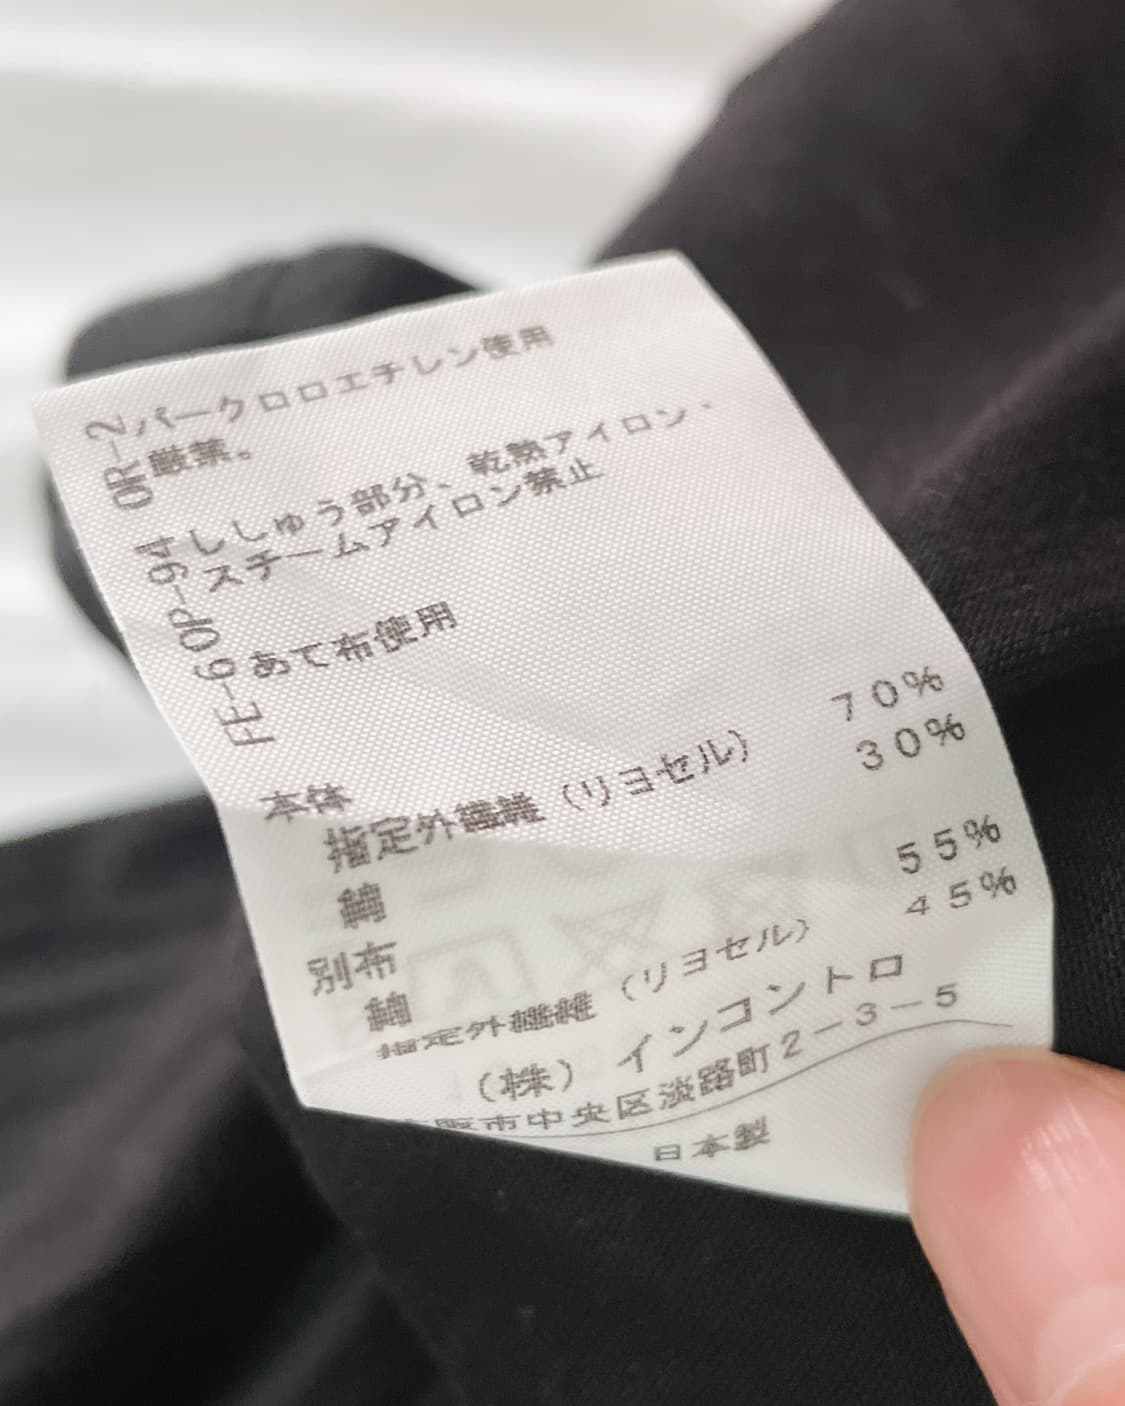 OR-2 パークロロエチレン使用
厳禁。
OP-94 ししゅう部分、乾熱アイロン・
スチームアイロン禁止
FE-6 あて布使用
本体
指定外繊維（リヨセル） 70%
綿 30%
別布
綿 55%
指定外繊維（リヨセル） 45%
（株）インコントロ
阪市中央区淡路町2－3－5
日本製